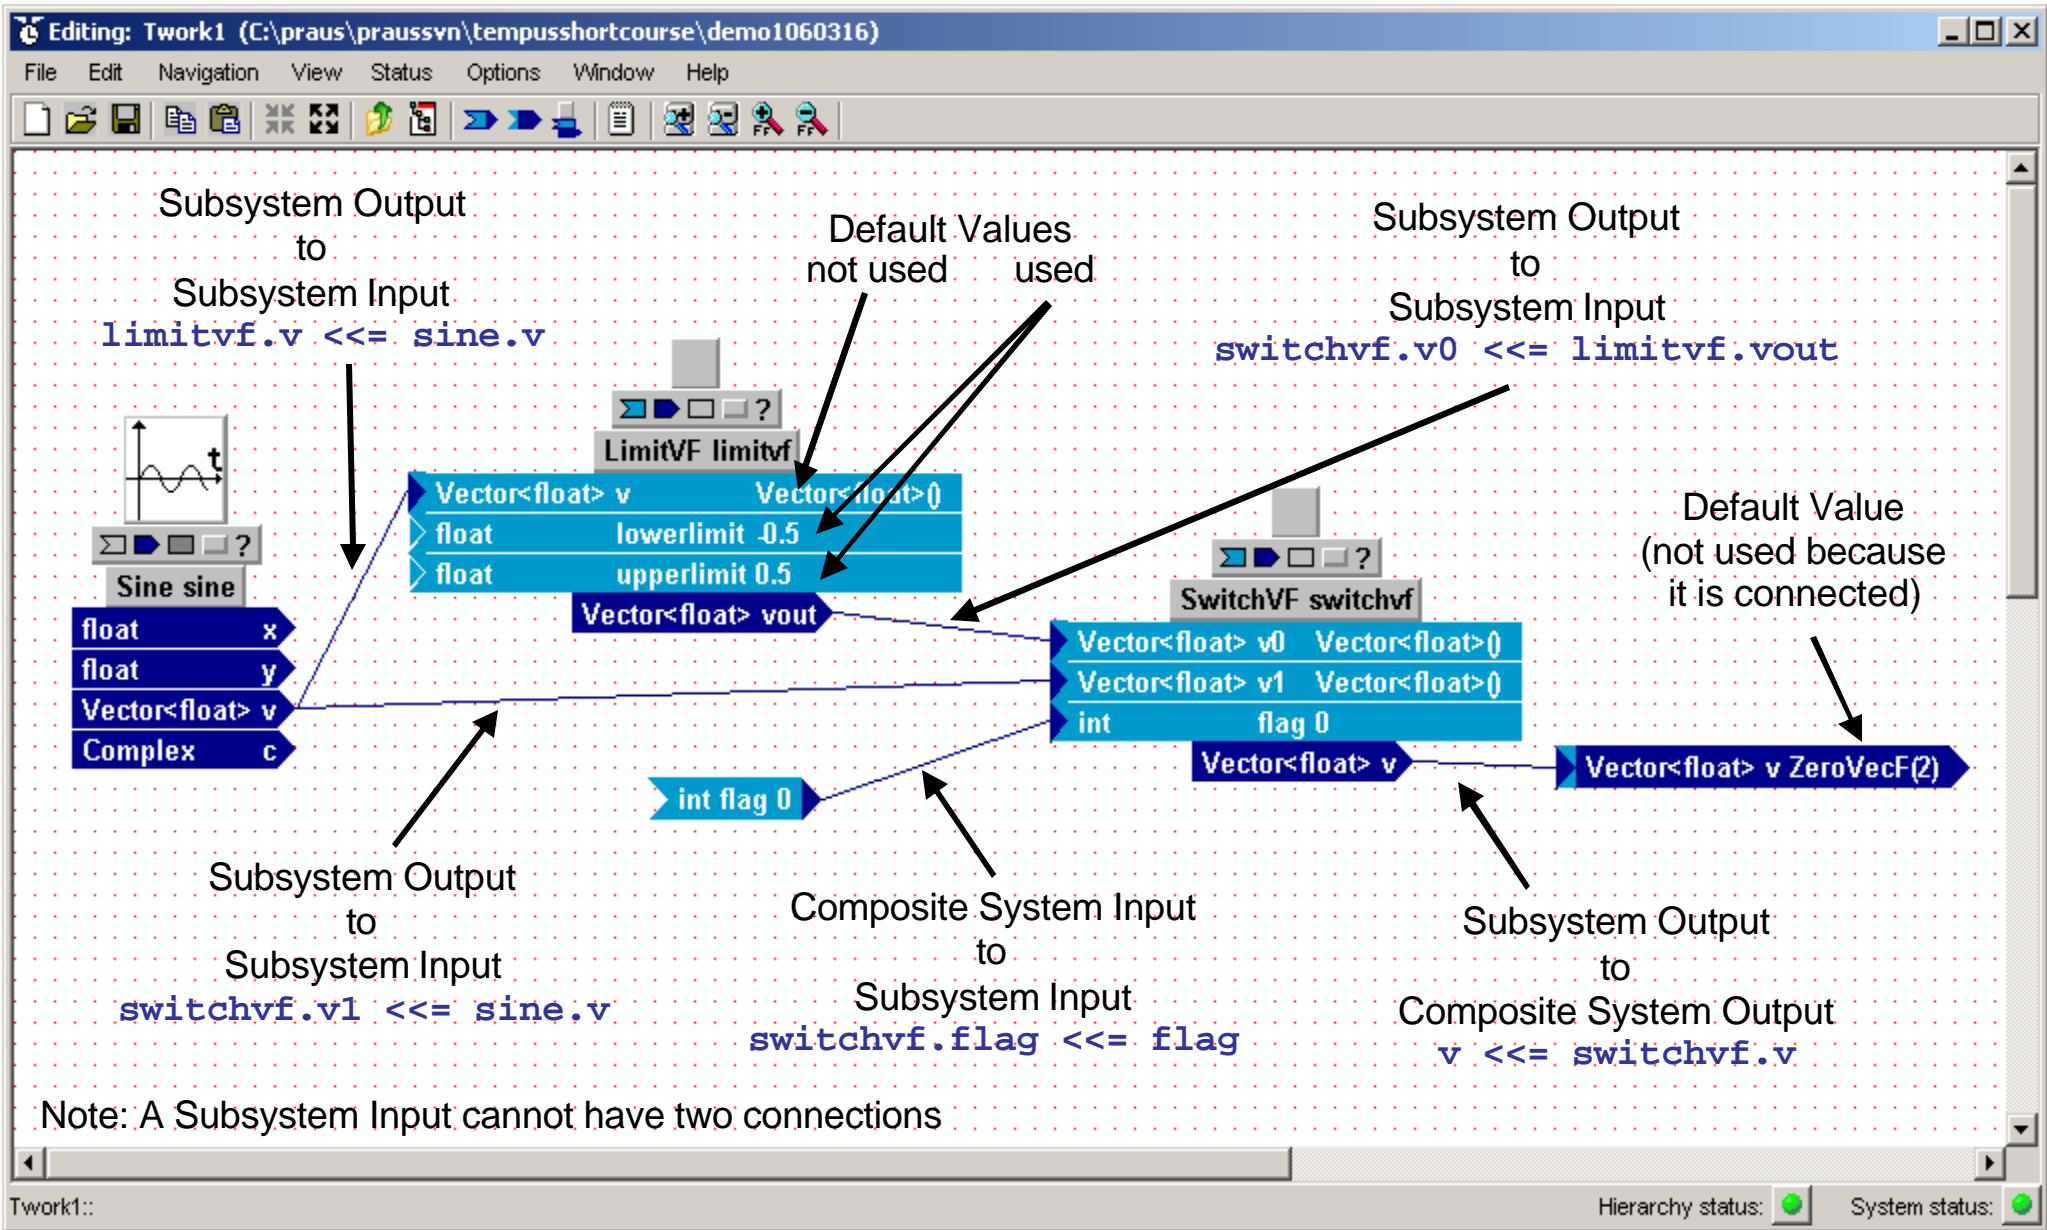 Editing: Twork1 (C:\praus\praussvn\tempusshortcourse\demo1060316)
File Edit Navigation View Status Options Window Help
FF FF
Subsystem Output
to
Subsystem Input
limitvf.v <<= sine.v
Default Values
not used used
Subsystem Output
to
Subsystem Input
switchvf.v0 <<= limitvf.vout
t
?
Sine sine
float x
float y
Vector<float> v
Complex c
?
LimitVF limitvf
Vector<float> v Vector<float>()
float lowerlimit -0.5
float upperlimit 0.5
Vector<float> vout
?
SwitchVF switchvf
Vector<float> v0 Vector<float>()
Vector<float> v1 Vector<float>()
int flag 0
Vector<float> v
Default Value
(not used because
it is connected)
Vector<float> v ZeroVecF(2)
int flag 0
Subsystem Output
to
Subsystem Input
switchvf.v1 <<= sine.v
Composite System Input
to
Subsystem Input
switchvf.flag <<= flag
Subsystem Output
to
Composite System Output
v <<= switchvf.v
Note: A Subsystem Input cannot have two connections
Twork1::
Hierarchy status: System status: